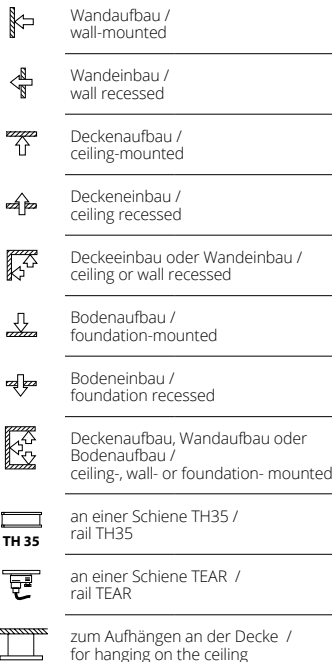 Wandaufbau /
wall-mounted
Wandeinbau /
wall recessed
Deckenaufbau /
ceiling-mounted
Deckeneinbau /
ceiling recessed
Deckeeinbau oder Wandeinbau /
ceiling or wall recessed
Bodenaufbau /
foundation-mounted
Bodeneinbau /
foundation recessed
Deckenaufbau, Wandaufbau oder
Bodenaufbau /
ceiling-, wall- or foundation- mounted
TH 35
an einer Schiene TH35 /
rail TH35
an einer Schiene TEAR /
rail TEAR
zum Aufhängen an der Decke /
for hanging on the ceiling